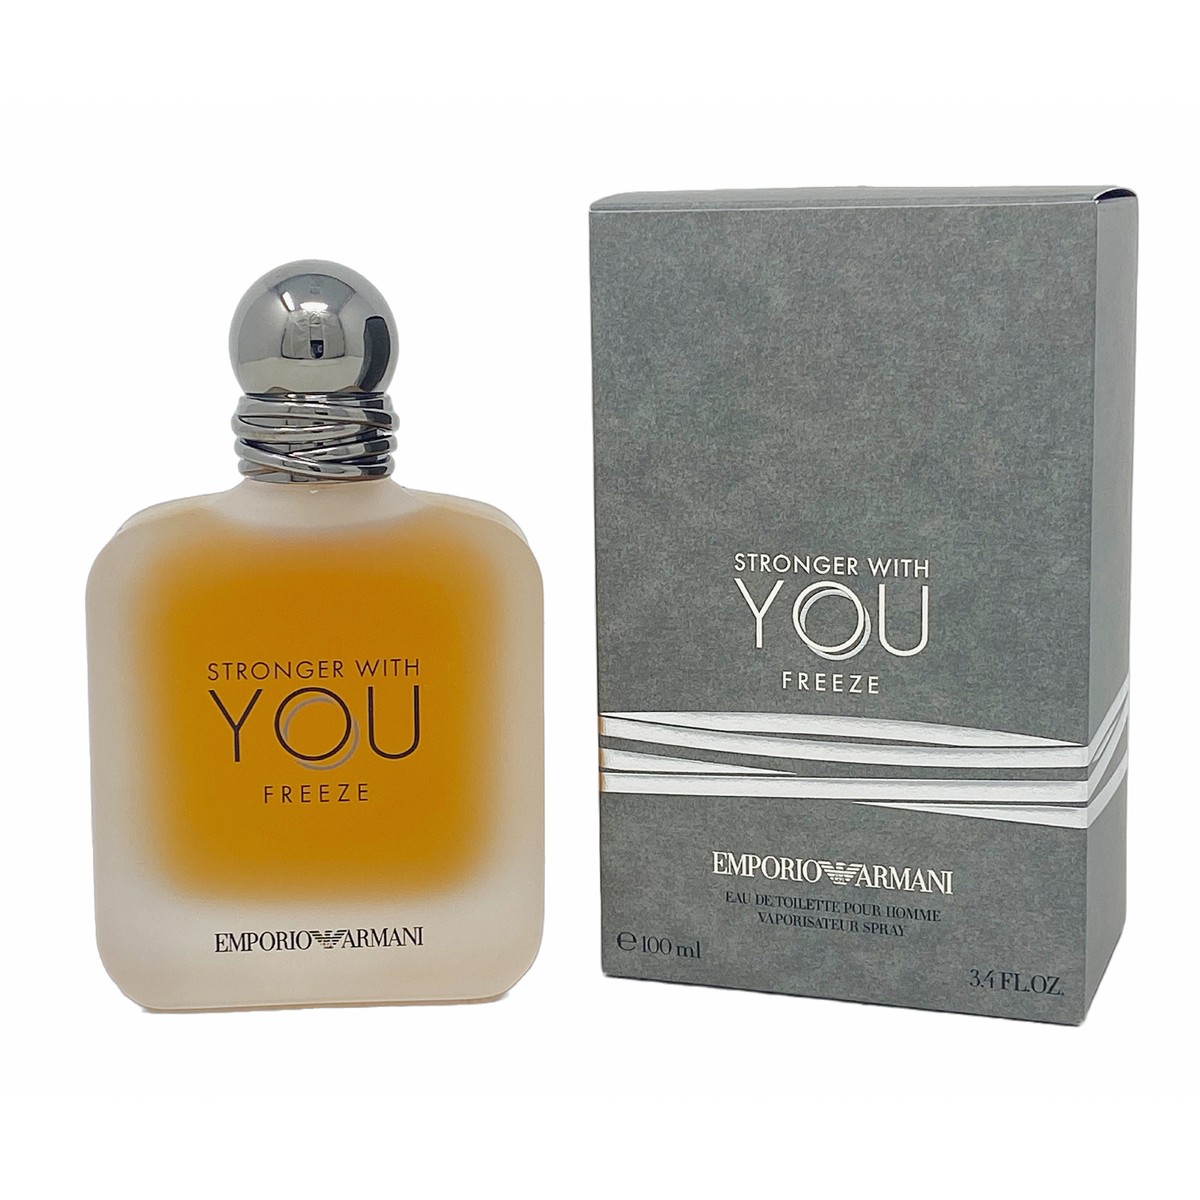 STRONGER WITH
YOU
FREEZE
EMPORIO ARMANI
STRONGER WITH
YOU
FREEZE
EMPORIO ARMANI
EAU DE TOILETTE POUR HOMME
VAPORISATEUR SPRAY
e 100 ml
3.4 FL.OZ.